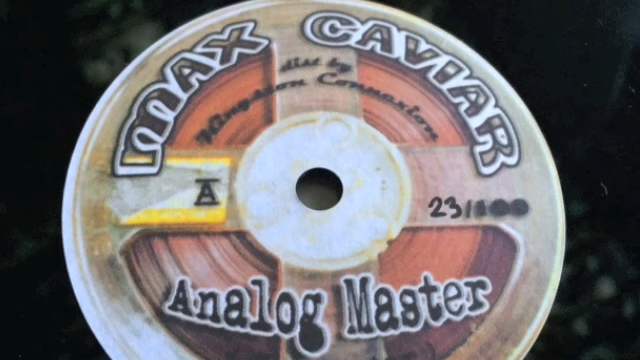 MAX CAVIAR
dist by
Kingston Connexion
A
23/100
Analog Master